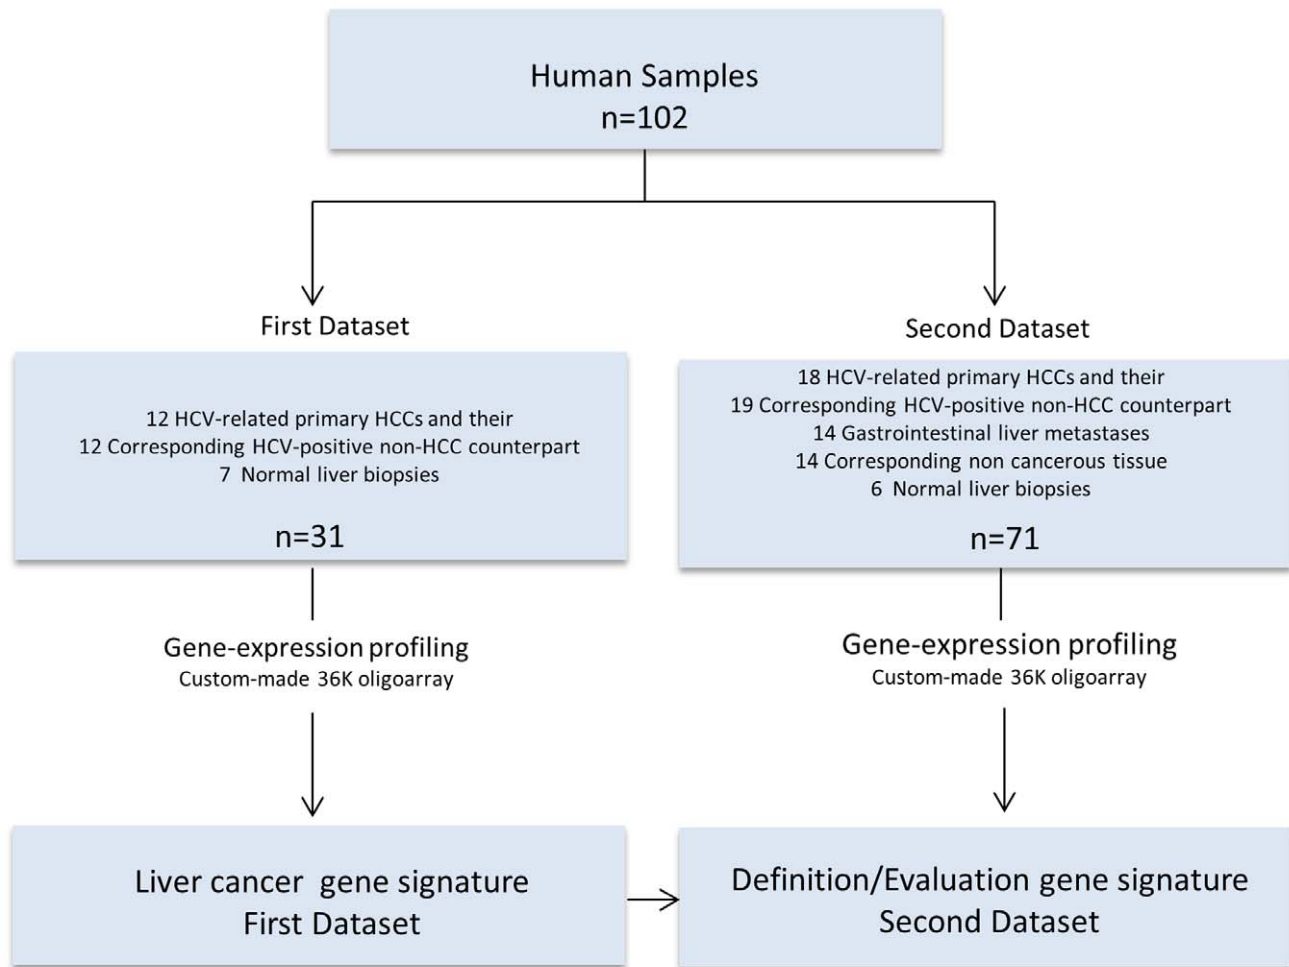 Human Samples
n=102
First Dataset
12 HCV-related primary HCCs and their
12 Corresponding HCV-positive non-HCC counterpart
7 Normal liver biopsies
n=31
Second Dataset
18 HCV-related primary HCCs and their
19 Corresponding HCV-positive non-HCC counterpart
14 Gastrointestinal liver metastases
14 Corresponding non cancerous tissue
6 Normal liver biopsies
n=71
Gene-expression profiling
Custom-made 36K oligoarray
Gene-expression profiling
Custom-made 36K oligoarray
Liver cancer gene signature
First Dataset
Definition/Evaluation gene signature
Second Dataset